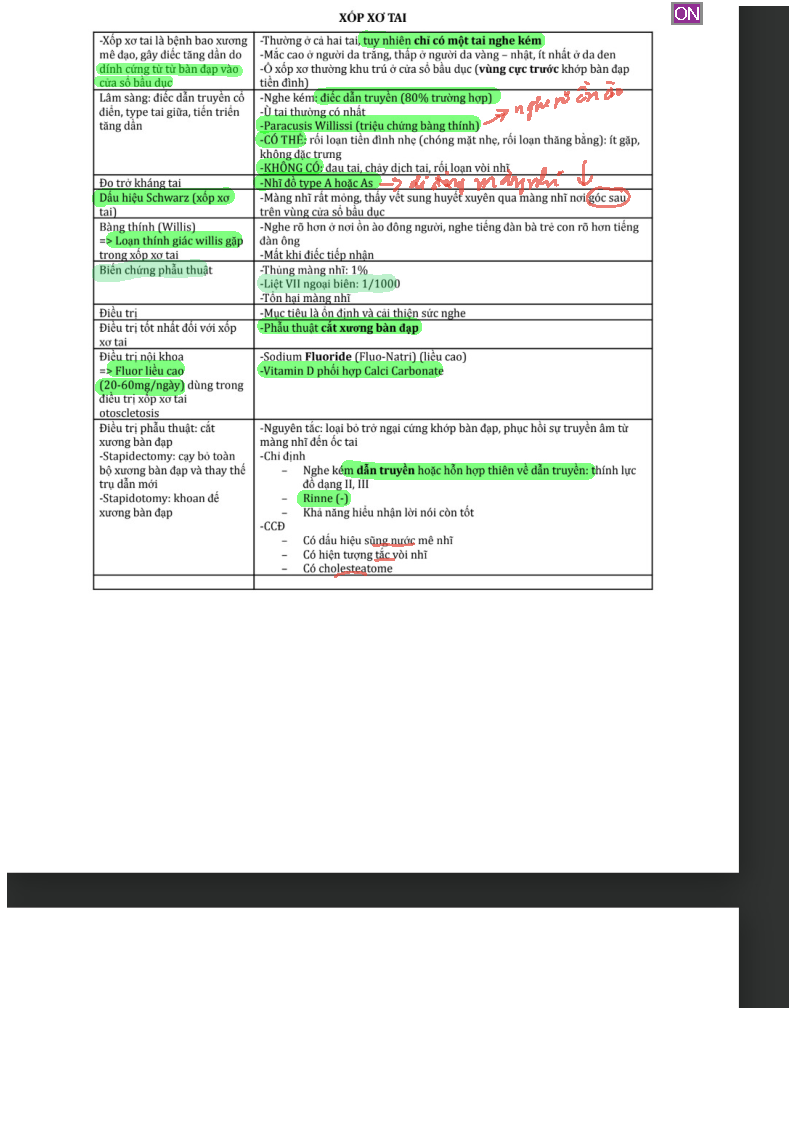 ON
XỐP XƠ TAI
-Xốp xơ tai là bệnh bao xương
mê đạo, gây điếc tăng dần do
dính cứng từ từ bàn đạp vào
cửa sổ bầu dục
-Thường ở cả hai tai, tuy nhiên chỉ có một tai nghe kém
-Mắc cao ở người da trắng, thấp ở người da vàng – nhật, ít nhất ở da đen
-Ổ xốp xơ thường khu trú ở cửa sổ bầu dục (vùng cực trước khớp bàn đạp
tiền đình)
Lâm sàng: điếc dẫn truyền cổ
điển, type tai giữa, tiến triển
tăng dần
-Nghe kém: điếc dẫn truyền (80% trường hợp)
-Ù tai thường có nhất
-Paracusis Willissi (triệu chứng bàng thính)
nghe rõ ồn ào
-CÓ THỂ: rối loạn tiền đình nhẹ (chóng mặt nhẹ, rối loạn thăng bằng): ít gặp,
không đặc trưng
-KHÔNG CÓ: đau tai, chảy dịch tai, rối loạn vòi nhĩ
Đo trở kháng tai
-Nhĩ đồ type A hoặc As
Dấu hiệu Schwarz (xốp xơ
tai)
-Màng nhĩ rất mỏng, thấy vết sung huyết xuyên qua màng nhĩ nơi góc sau
trên vùng cửa sổ bầu dục
Bàng thính (Willis)
=> Loạn thính giác willis gặp
trong xốp xơ tai
-Nghe rõ hơn ở nơi ồn ào đông người, nghe tiếng đàn bà trẻ con rõ hơn tiếng
đàn ông
-Mất khi điếc tiếp nhận
Biến chứng phẫu thuật
-Thủng màng nhĩ: 1%
-Liệt VII ngoại biên: 1/1000
-Tổn hại màng nhĩ
Điều trị
-Mục tiêu là ổn định và cải thiện sức nghe
Điều trị tốt nhất đối với xốp
xơ tai
-Phẫu thuật cắt xương bàn đạp
Điều trị nội khoa
=> Fluor liều cao
(20-60mg/ngày) dùng trong
điều trị xốp xơ tai
otoscletosis
-Sodium Fluoride (Fluo-Natri) (liều cao)
-Vitamin D phối hợp Calci Carbonate
Điều trị phẫu thuật: cắt
xương bàn đạp
-Stapidectomy: cạy bỏ toàn
bộ xương bàn đạp và thay thế
trụ dẫn mới
-Stapidotomy: khoan đế
xương bàn đạp
-Nguyên tắc: loại bỏ trở ngại cứng khớp bàn đạp, phục hồi sự truyền âm từ
màng nhĩ đến ốc tai
-Chỉ định
– Nghe kém dẫn truyền hoặc hỗn hợp thiên về dẫn truyền: thính lực
đồ dạng II, III
– Rinne (-)
– Khả năng hiểu nhận lời nói còn tốt
-CCĐ
– Có dấu hiệu sũng nước mê nhĩ
– Có hiện tượng tắc vòi nhĩ
– Có cholesteatome